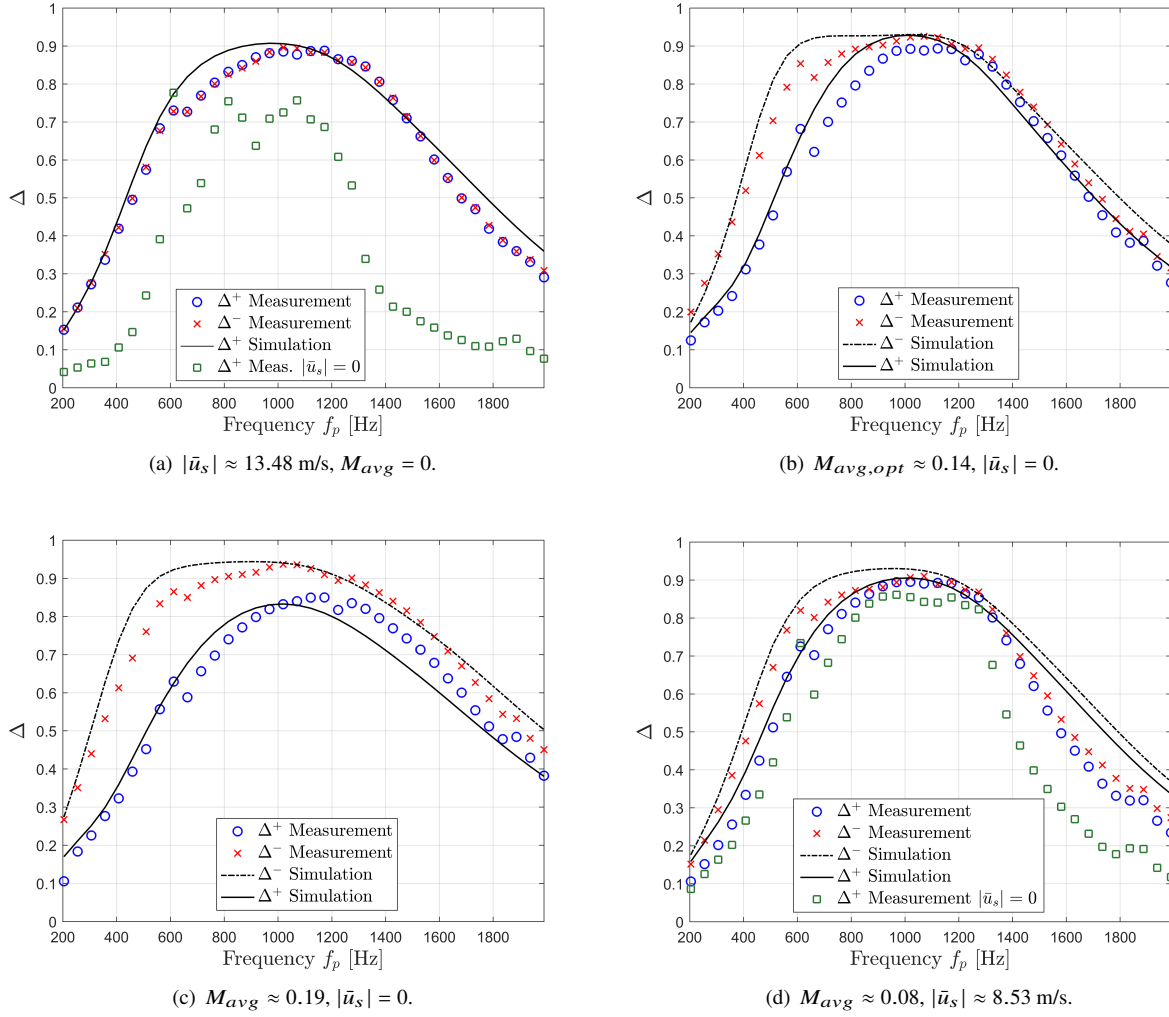 1
0.9
0.8
0.7
0.6
0.5
0.4
0.3
0.2
0.1
0
Δ
200 400 600 800 1000 1200 1400 1600 1800
Frequency f_p [Hz]
Δ⁺ Measurement
Δ⁻ Measurement
Δ⁺ Simulation
Δ⁺ Meas. |ū_s| = 0
(a) |ū_s| ≈ 13.48 m/s, M_avg = 0.
1
0.9
0.8
0.7
0.6
0.5
0.4
0.3
0.2
0.1
0
Δ
200 400 600 800 1000 1200 1400 1600 1800
Frequency f_p [Hz]
Δ⁺ Measurement
Δ⁻ Measurement
Δ⁻ Simulation
Δ⁺ Simulation
(b) M_avg,opt ≈ 0.14, |ū_s| = 0.
1
0.9
0.8
0.7
0.6
0.5
0.4
0.3
0.2
0.1
0
Δ
200 400 600 800 1000 1200 1400 1600 1800
Frequency f_p [Hz]
Δ⁺ Measurement
Δ⁻ Measurement
Δ⁻ Simulation
Δ⁺ Simulation
(c) M_avg ≈ 0.19, |ū_s| = 0.
1
0.9
0.8
0.7
0.6
0.5
0.4
0.3
0.2
0.1
0
Δ
200 400 600 800 1000 1200 1400 1600 1800
Frequency f_p [Hz]
Δ⁺ Measurement
Δ⁻ Measurement
Δ⁻ Simulation
Δ⁺ Simulation
Δ⁺ Measurement |ū_s| = 0
(d) M_avg ≈ 0.08, |ū_s| ≈ 8.53 m/s.